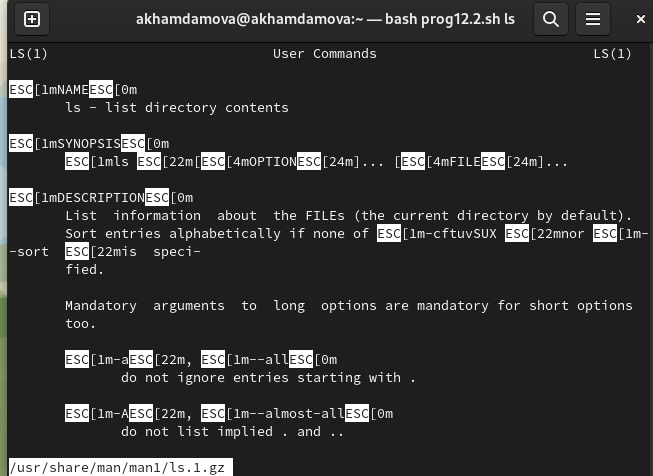 akhamdamova@akhamdamova:~ — bash prog12.2.sh ls
LS(1) User Commands LS(1)
ESC[1mNAMEESC[0m
ls - list directory contents
ESC[1mSYNOPSISESC[0m
ESC[1mls ESC[22m[ESC[4mOPTIONESC[24m]... [ESC[4mFILEESC[24m]...
ESC[1mDESCRIPTIONESC[0m
List information about the FILEs (the current directory by default).
Sort entries alphabetically if none of ESC[1m-cftuvSUX ESC[22mnor ESC[1m-
-sort ESC[22mis speci-
fied.
Mandatory arguments to long options are mandatory for short options
too.
ESC[1m-aESC[22m, ESC[1m--allESC[0m
do not ignore entries starting with .
ESC[1m-AESC[22m, ESC[1m--almost-allESC[0m
do not list implied . and ..
/usr/share/man/man1/ls.1.gz